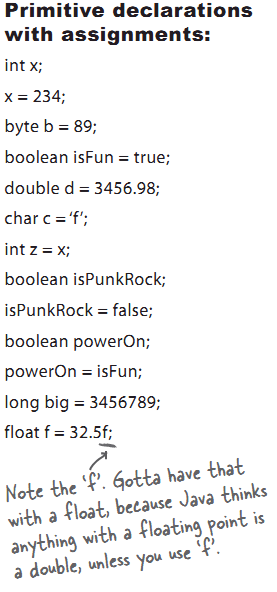 Primitive declarations
with assignments:
int x;
x = 234;
byte b = 89;
boolean isFun = true;
double d = 3456.98;
char c = 'f';
int z = x;
boolean isPunkRock;
isPunkRock = false;
boolean powerOn;
powerOn = isFun;
long big = 3456789;
float f = 32.5f;
Note the 'f'. Gotta have that
with a float, because Java thinks
anything with a floating point is
a double, unless you use 'f'.